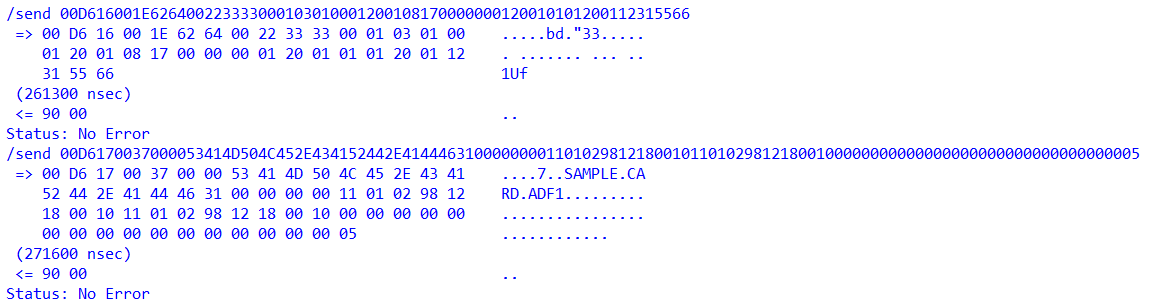 /send 00D616001E626400223333000103010001200108170000000120010101200112315566
=> 00 D6 16 00 1E 62 64 00 22 33 33 00 01 03 01 00 .....bd."33.....
01 20 01 08 17 00 00 00 01 20 01 01 01 20 01 12 . ....... ... ..
31 55 66 1Uf
(261300 nsec)
<= 90 00 ..
Status: No Error
/send 00D6170037000053414D504C452E434152442E4144463100000000110102981218001011010298121800100000000000000000000000000000000005
=> 00 D6 17 00 37 00 00 53 41 4D 50 4C 45 2E 43 41 ....7..SAMPLE.CA
52 44 2E 41 44 46 31 00 00 00 00 11 01 02 98 12 RD.ADF1.........
18 00 10 11 01 02 98 12 18 00 10 00 00 00 00 00 ................
00 00 00 00 00 00 00 00 00 00 00 05 ............
(271600 nsec)
<= 90 00 ..
Status: No Error